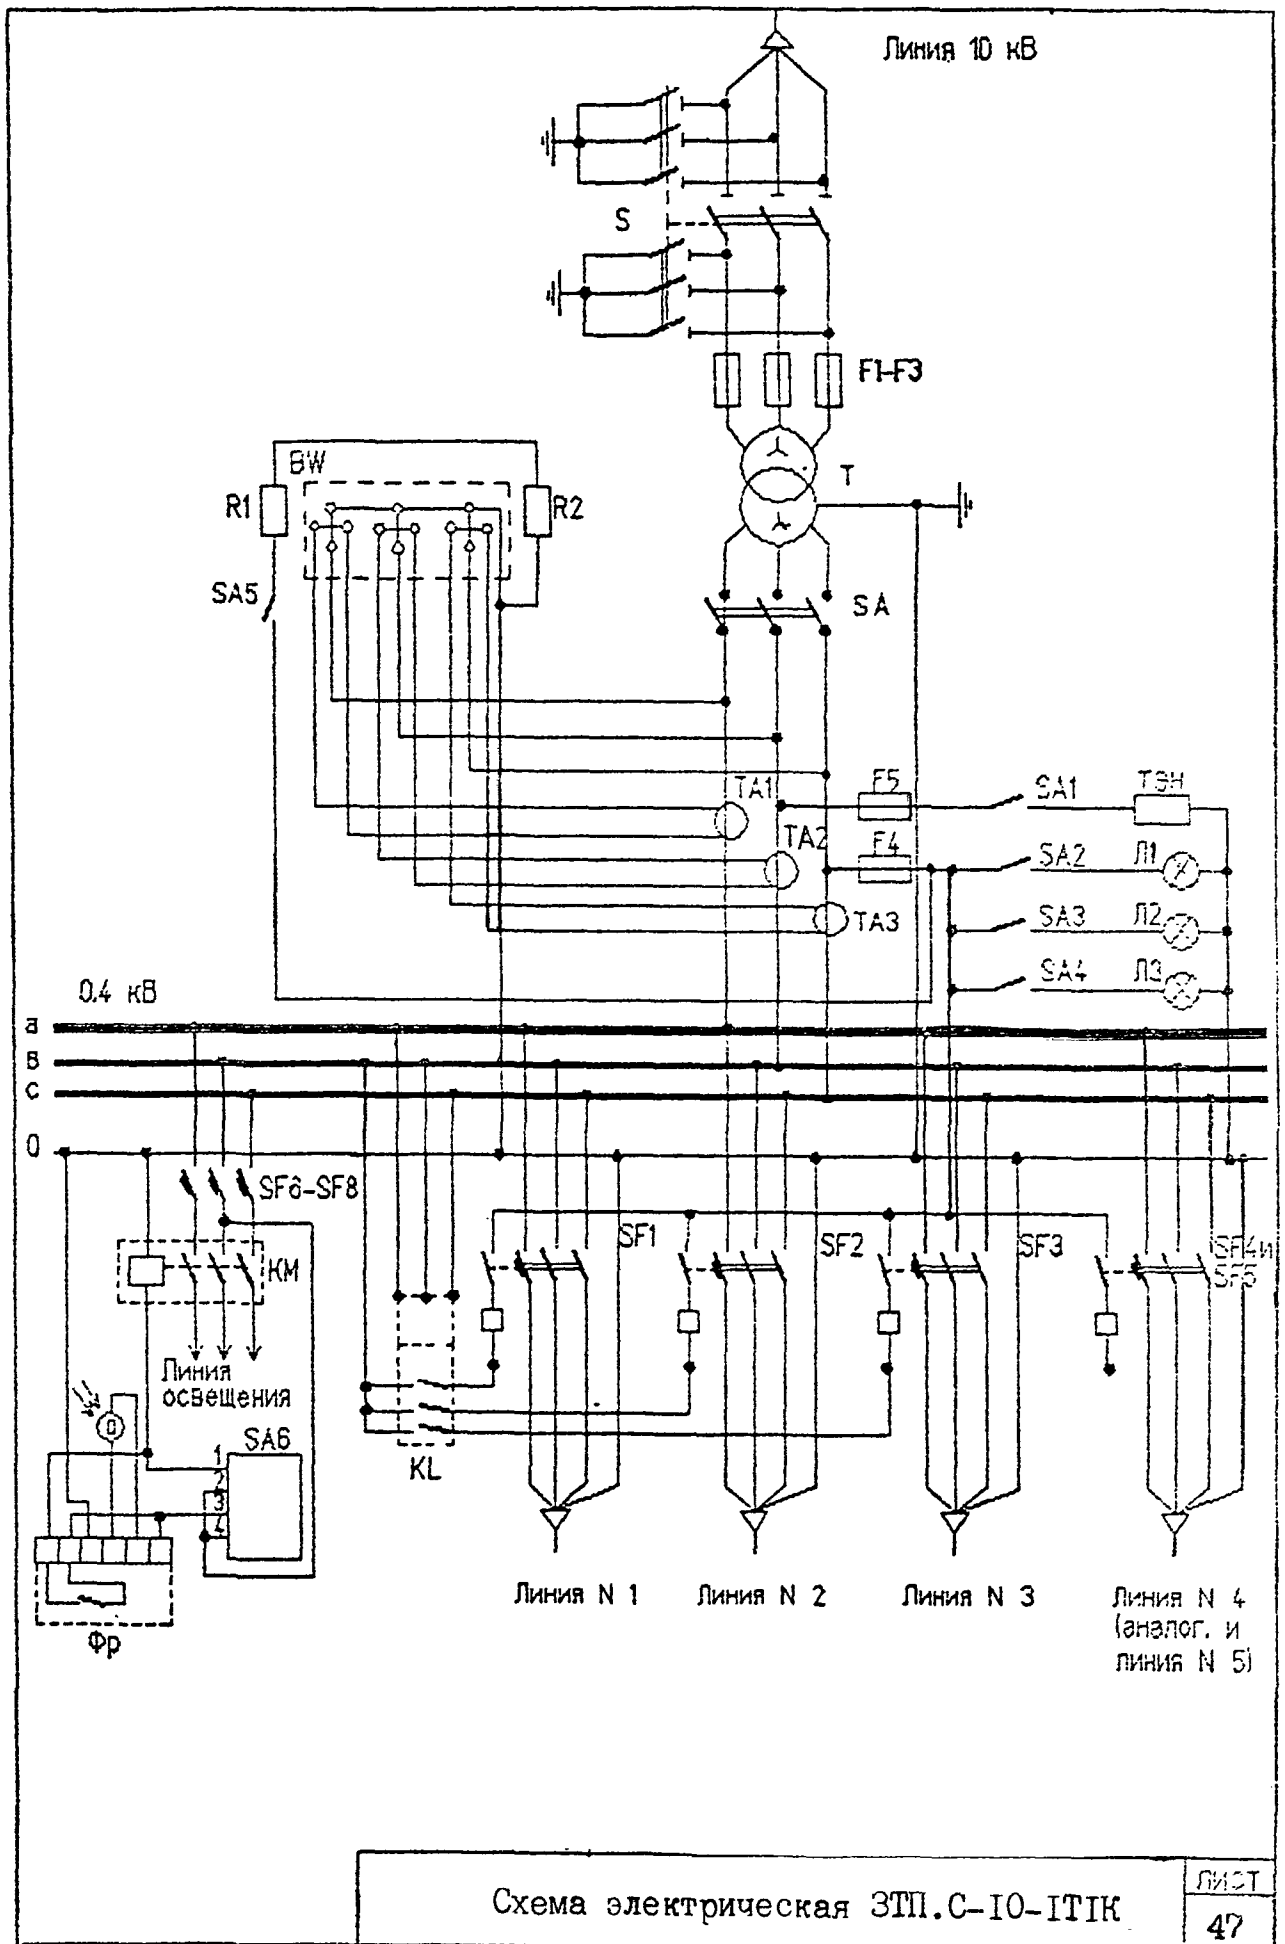 Линия 10 кВ
S
F1-F3
T
BW
R1
R2
SA5
SA
TA1
F5
SA1
ТЭН
TA2
F4
SA2
Л1
TA3
SA3
Л2
SA4
Л3
0.4 кВ
а
в
с
0
SF6-SF8
SF1
SF2
SF3
SF4и
SF5
КМ
Линия
освещения
SA6
1
2
3
4
KL
Фр
Линия N 1
Линия N 2
Линия N 3
Линия N 4
(аналог. и
линия N 5)
Схема электрическая ЗТП.С-10-1Т1К
ЛИСТ
47